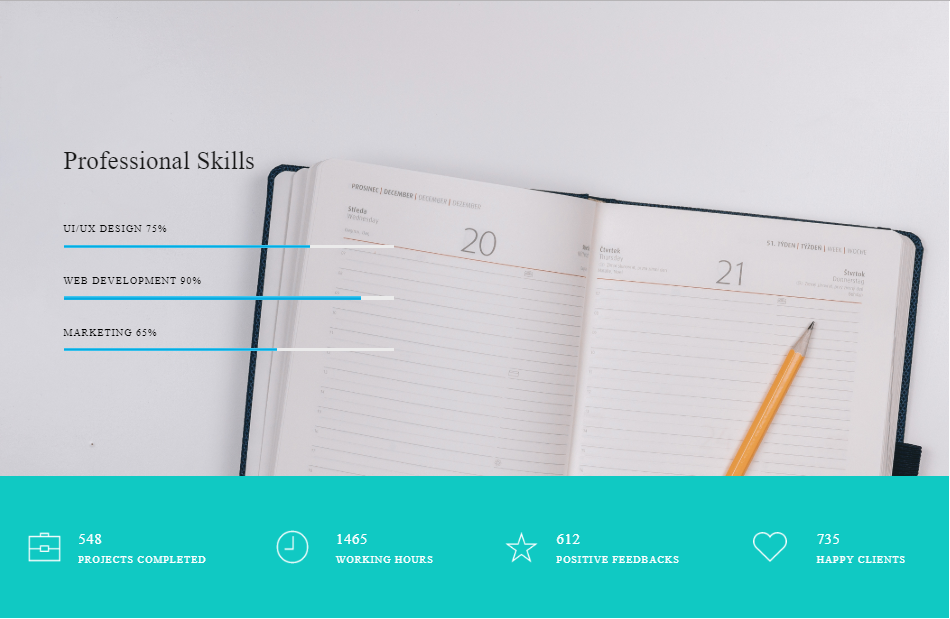 Professional Skills
UI/UX DESIGN 75%
WEB DEVELOPMENT 90%
MARKETING 65%
PROSINEC | DECEMBER | DECEMBER | DEZEMBER
Středa
Wednesday
20
Čtvrtok
Thursday
21
51. TÝDEN | TÝŽDEŇ | WEEK | WOCHE
Štvrtok
Donnerstag
548
PROJECTS COMPLETED
1465
WORKING HOURS
612
POSITIVE FEEDBACKS
735
HAPPY CLIENTS